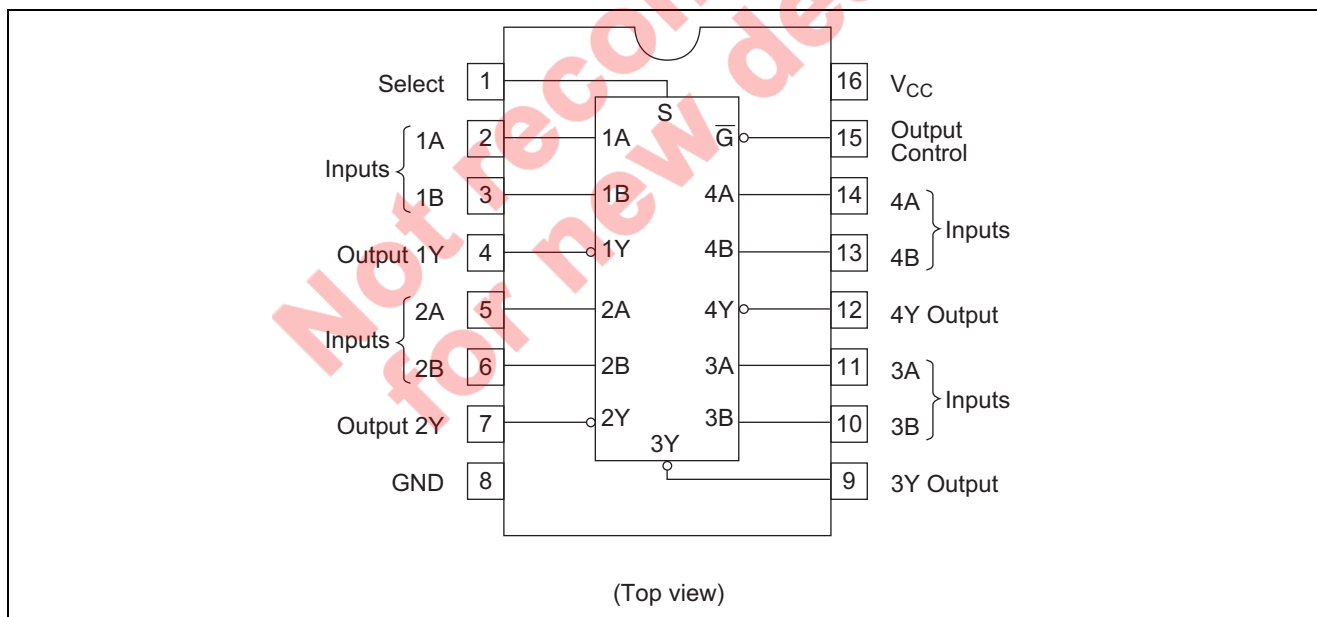 Select 1
Inputs
1A 2
1B 3
Output 1Y 4
Inputs
2A 5
2B 6
Output 2Y 7
GND 8
S
1A
1B
1Y
2A
2B
2Y
G̅
4A
4B
4Y
3A
3B
3Y
16 VCC
15 Output
Control
14 4A
13 4B
Inputs
12 4Y Output
11 3A
10 3B
Inputs
9 3Y Output
(Top view)
Not
for new